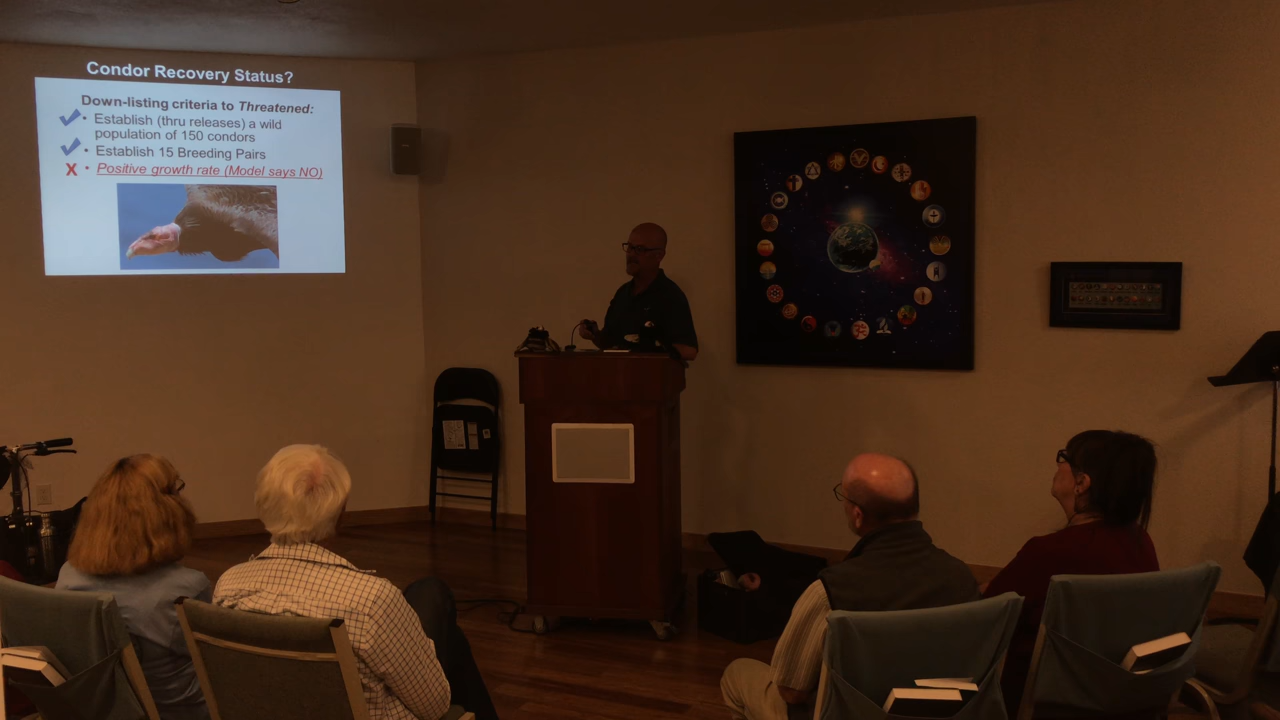 Condor Recovery Status?
Down-listing criteria to Threatened:
• Establish (thru releases) a wild
population of 150 condors
• Establish 15 Breeding Pairs
X • Positive growth rate (Model says NO)